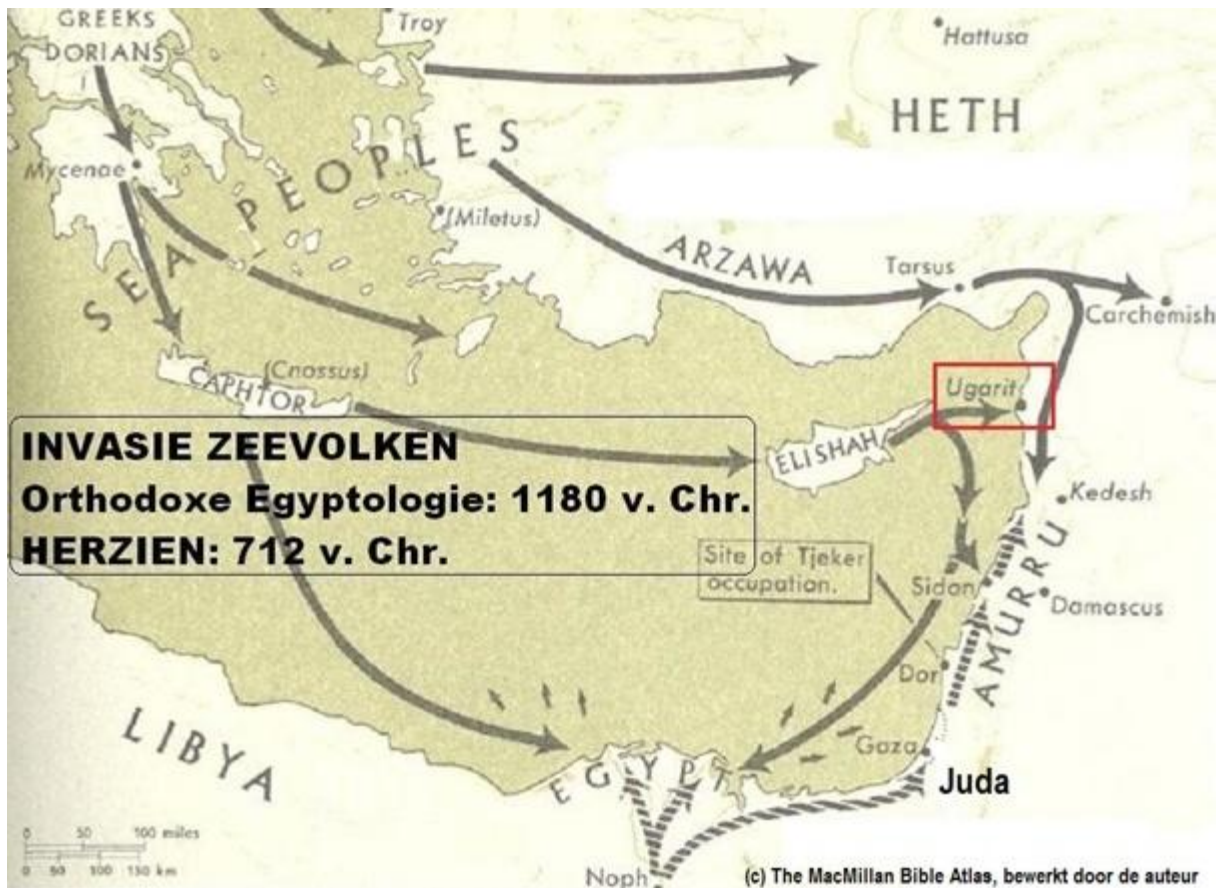 GREEKS
DORIANS
Troy
Hattusa
HETH
Mycenae
SEA PEOPLES
(Miletus)
ARZAWA
Tarsus
Carchemish
(Cnossus)
CAPHTOR
Ugarit
ELISHAH
INVASIE ZEEVOLKEN
Orthodoxe Egyptologie: 1180 v. Chr.
HERZIEN: 712 v. Chr.
Kedesh
Site of Tjeker
occupation.
Sidon
Damascus
AMURRU
Dor
LIBYA
Gaza
EGYPT
Juda
0 50 100 miles
0 50 100 150 km
Noph
(c) The MacMillan Bible Atlas, bewerkt door de auteur